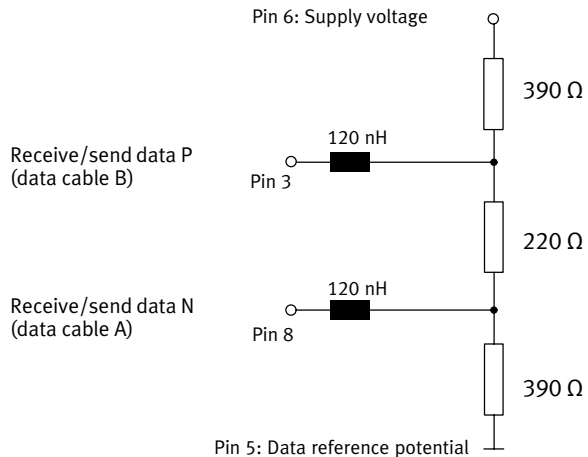 Pin 6: Supply voltage
390 Ω
120 nH
Receive/send data P
(data cable B)
Pin 3
220 Ω
120 nH
Receive/send data N
(data cable A)
Pin 8
390 Ω
Pin 5: Data reference potential